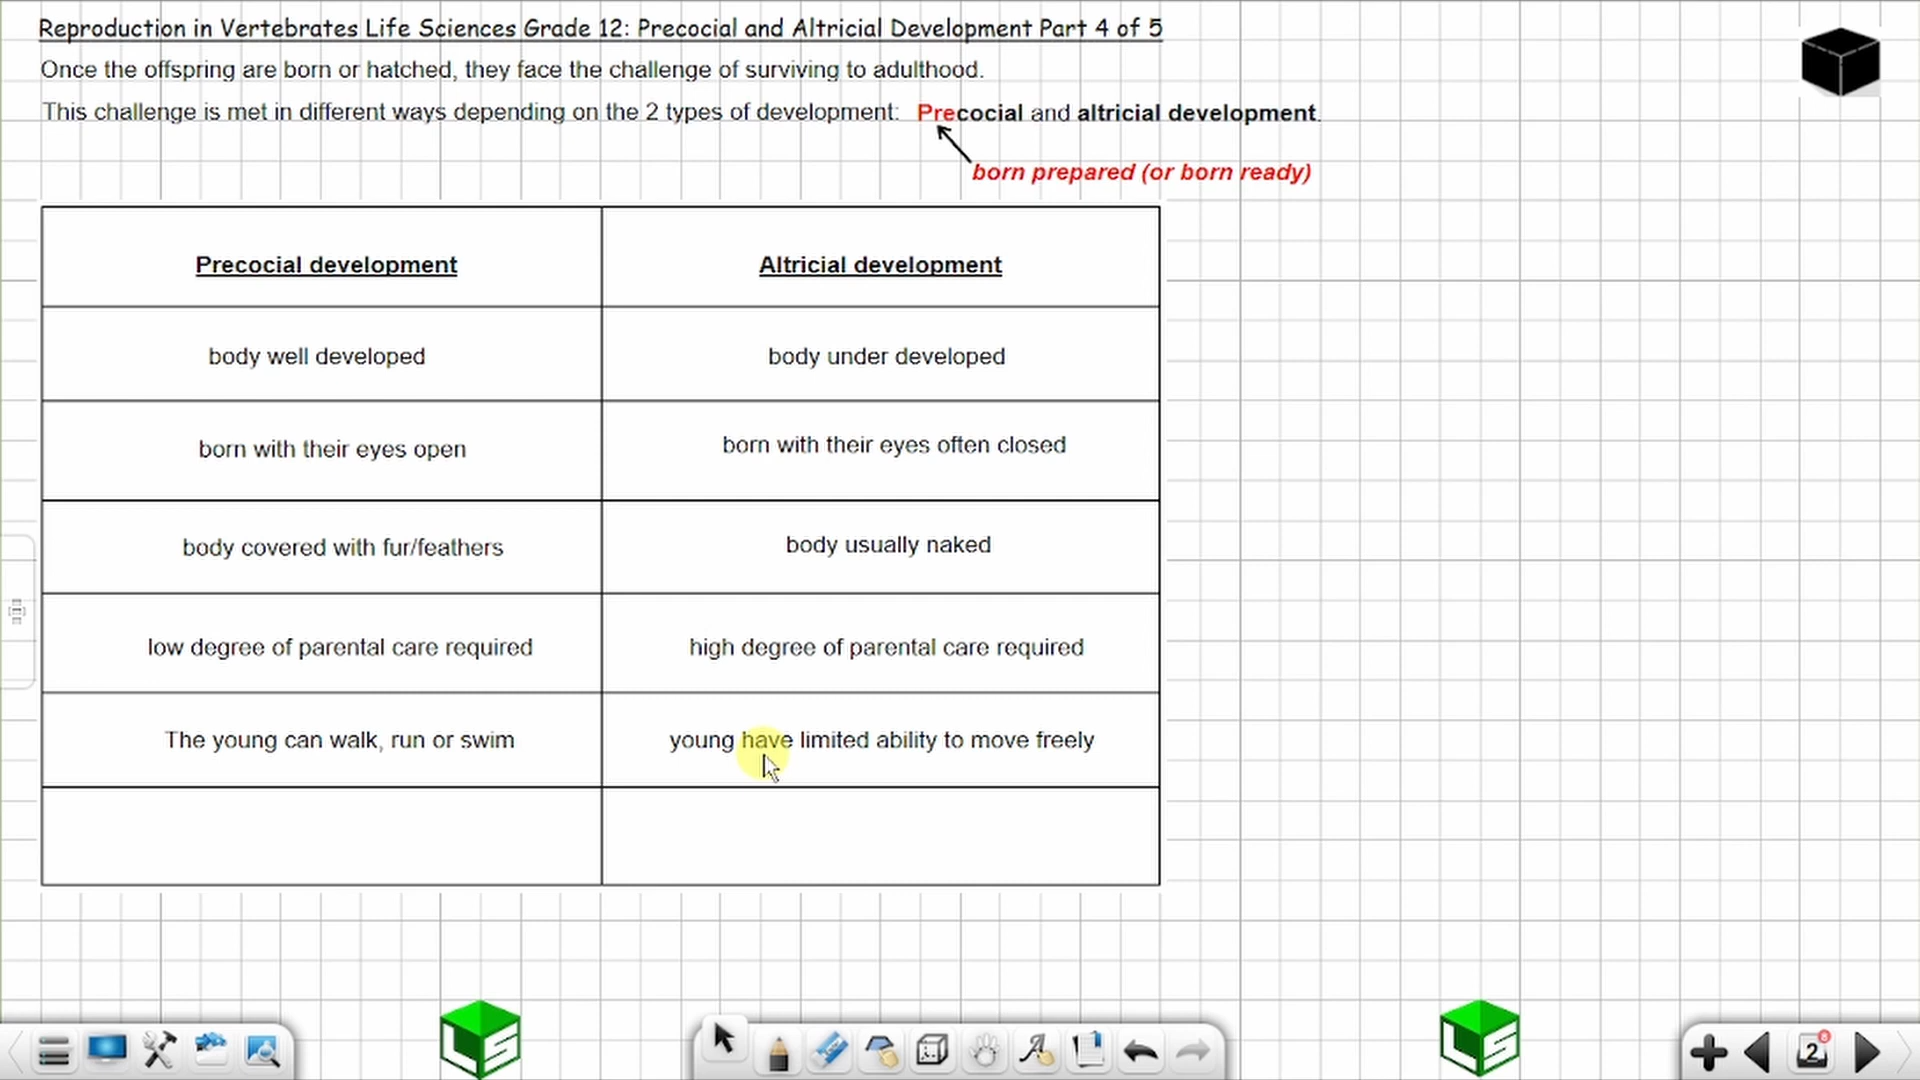 Reproduction in Vertebrates Life Sciences Grade 12: Precocial and Altricial Development Part 4 of 5
Once the offspring are born or hatched, they face the challenge of surviving to adulthood.
This challenge is met in different ways depending on the 2 types of development: Precocial and altricial development.
born prepared (or born ready)
Precocial development
Altricial development
body well developed
body under developed
born with their eyes open
born with their eyes often closed
body covered with fur/feathers
body usually naked
low degree of parental care required
high degree of parental care required
The young can walk, run or swim
young have limited ability to move freely
LS
LS
2
8